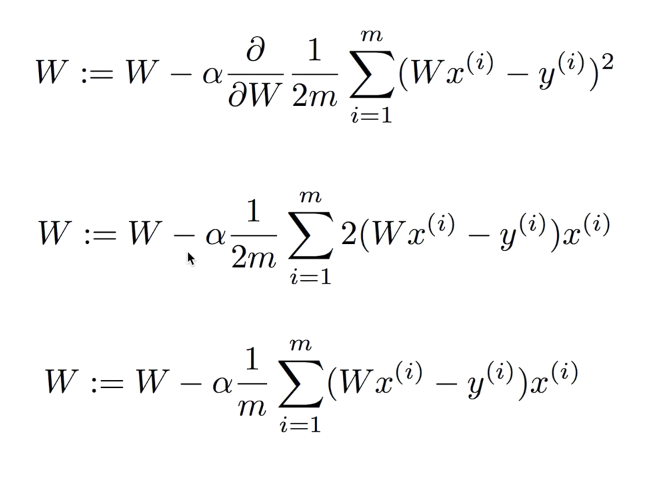 W := W − α ∂/∂W 1/2m ∑_{i=1}^{m} (Wx^{(i)} − y^{(i)})^2
W := W − α 1/2m ∑_{i=1}^{m} 2(Wx^{(i)} − y^{(i)})x^{(i)}
W := W − α 1/m ∑_{i=1}^{m} (Wx^{(i)} − y^{(i)})x^{(i)}